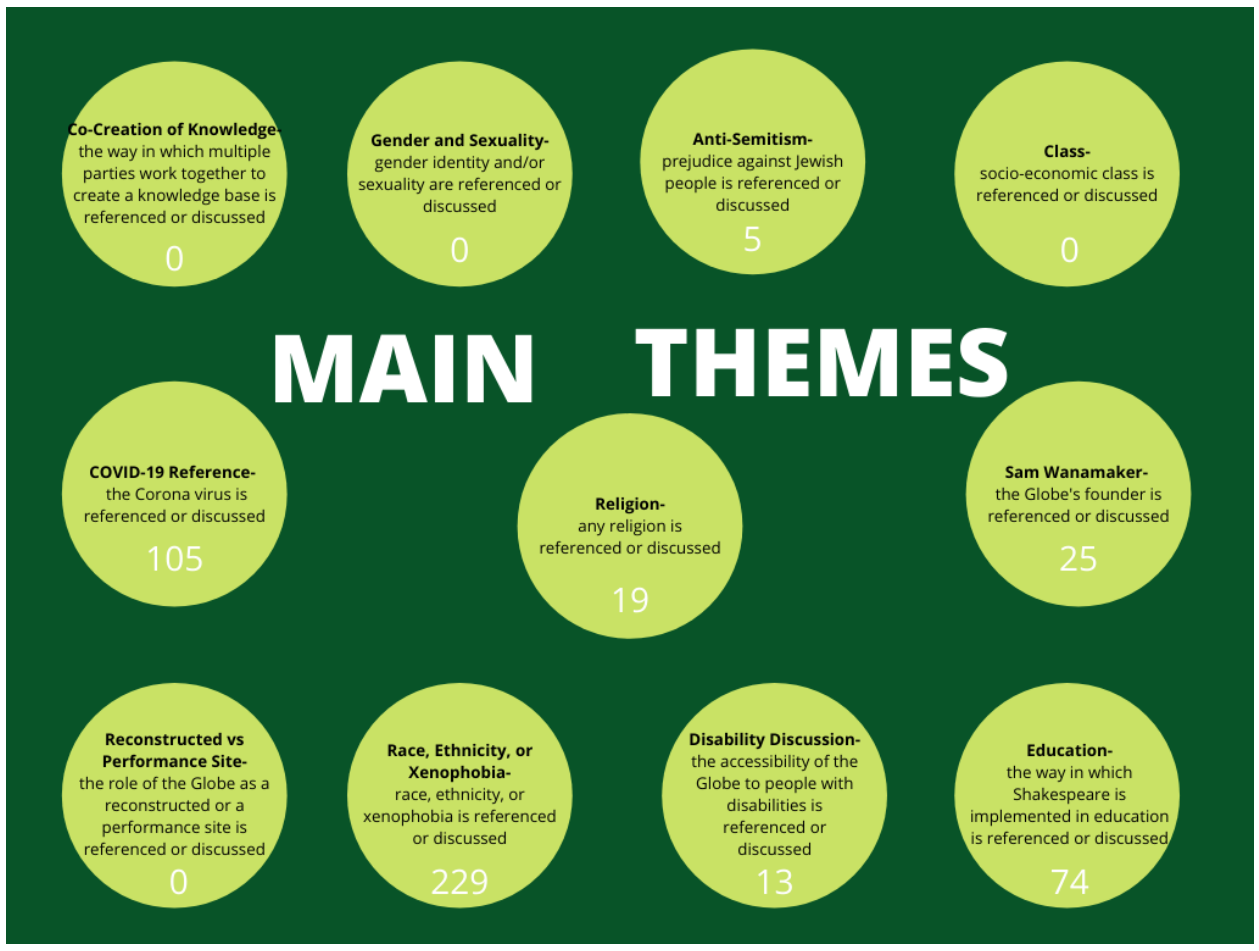 Co-Creation of Knowledge-
the way in which multiple
parties work together to
create a knowledge base is
referenced or discussed
0
Gender and Sexuality-
gender identity and/or
sexuality are referenced or
discussed
0
Anti-Semitism-
prejudice against Jewish
people is referenced or
discussed
5
Class-
socio-economic class is
referenced or discussed
0
MAIN THEMES
COVID-19 Reference-
the Corona virus is
referenced or discussed
105
Religion-
any religion is
referenced or discussed
19
Sam Wanamaker-
the Globe's founder is
referenced or discussed
25
Reconstructed vs
Performance Site-
the role of the Globe as a
reconstructed or a
performance site is
referenced or discussed
0
Race, Ethnicity, or
Xenophobia-
race, ethnicity, or
xenophobia is referenced
or discussed
229
Disability Discussion-
the accessibility of the
Globe to people with
disabilities is
referenced or
discussed
13
Education-
the way in which
Shakespeare is
implemented in education
is referenced or discussed
74